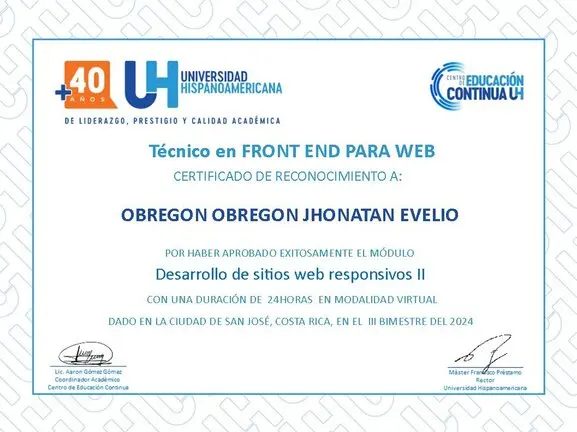 +40
AÑOS
UH UNIVERSIDAD
HISPANOAMERICANA
DE LIDERAZGO, PRESTIGIO Y CALIDAD ACADÉMICA
CENTRO DE
EDUCACIÓN
CONTINUA UH
Técnico en FRONT END PARA WEB
CERTIFICADO DE RECONOCIMIENTO A:
OBREGON OBREGON JHONATAN EVELIO
POR HABER APROBADO EXITOSAMENTE EL MÓDULO
Desarrollo de sitios web responsivos II
CON UNA DURACIÓN DE 24HORAS EN MODALIDAD VIRTUAL
DADO EN LA CIUDAD DE SAN JOSÉ, COSTA RICA, EN EL III BIMESTRE DEL 2024
Lic. Aaron Gómez Gómez
Coordinador Académico
Centro de Educación Continua
Máster Francisco Préstamo
Rector
Universidad Hispanoamericana